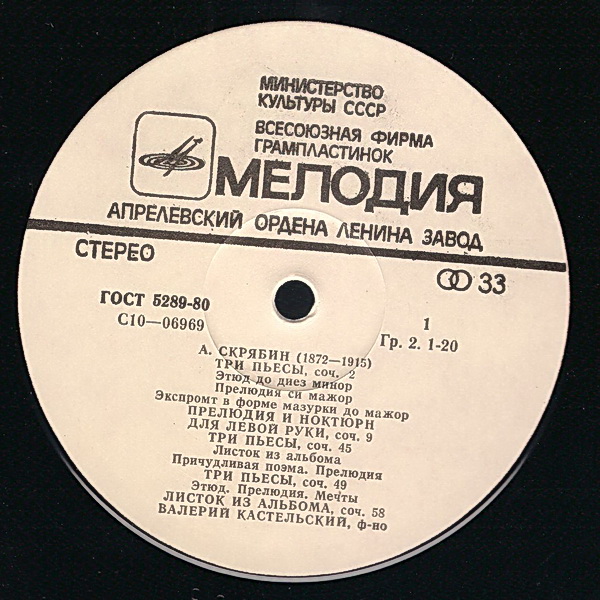 МИНИСТЕРСТВО
КУЛЬТУРЫ СССР
ВСЕСОЮЗНАЯ ФИРМА
ГРАМПЛАСТИНОК
МЕЛОДИЯ
АПРЕЛЕВСКИЙ ОРДЕНА ЛЕНИНА ЗАВОД
СТЕРЕО
33
ГОСТ 5289-80
С10—06969
1
Гр. 2. 1-20
А. СКРЯБИН (1872—1915)
ТРИ ПЬЕСЫ, соч. 2
Этюд до диез минор
Прелюдия си мажор
Экспромт в форме мазурки до мажор
ПРЕЛЮДИЯ И НОКТЮРН
ДЛЯ ЛЕВОЙ РУКИ, соч. 9
ТРИ ПЬЕСЫ, соч. 45
Листок из альбома
Причудливая поэма. Прелюдия
ТРИ ПЬЕСЫ, соч. 49
Этюд. Прелюдия. Мечты
ЛИСТОК ИЗ АЛЬБОМА, соч. 58
ВАЛЕРИЙ КАСТЕЛЬСКИЙ, ф-но